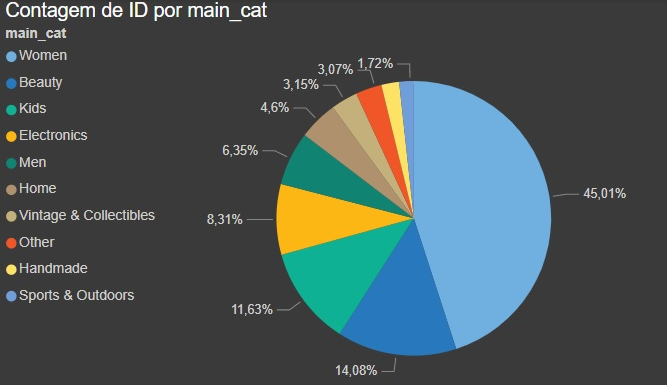 Contagem de ID por main_cat
main_cat
Women
Beauty
Kids
Electronics
Men
Home
Vintage & Collectibles
Other
Handmade
Sports & Outdoors
45,01%
14,08%
11,63%
8,31%
6,35%
4,6%
3,15%
3,07%
1,72%